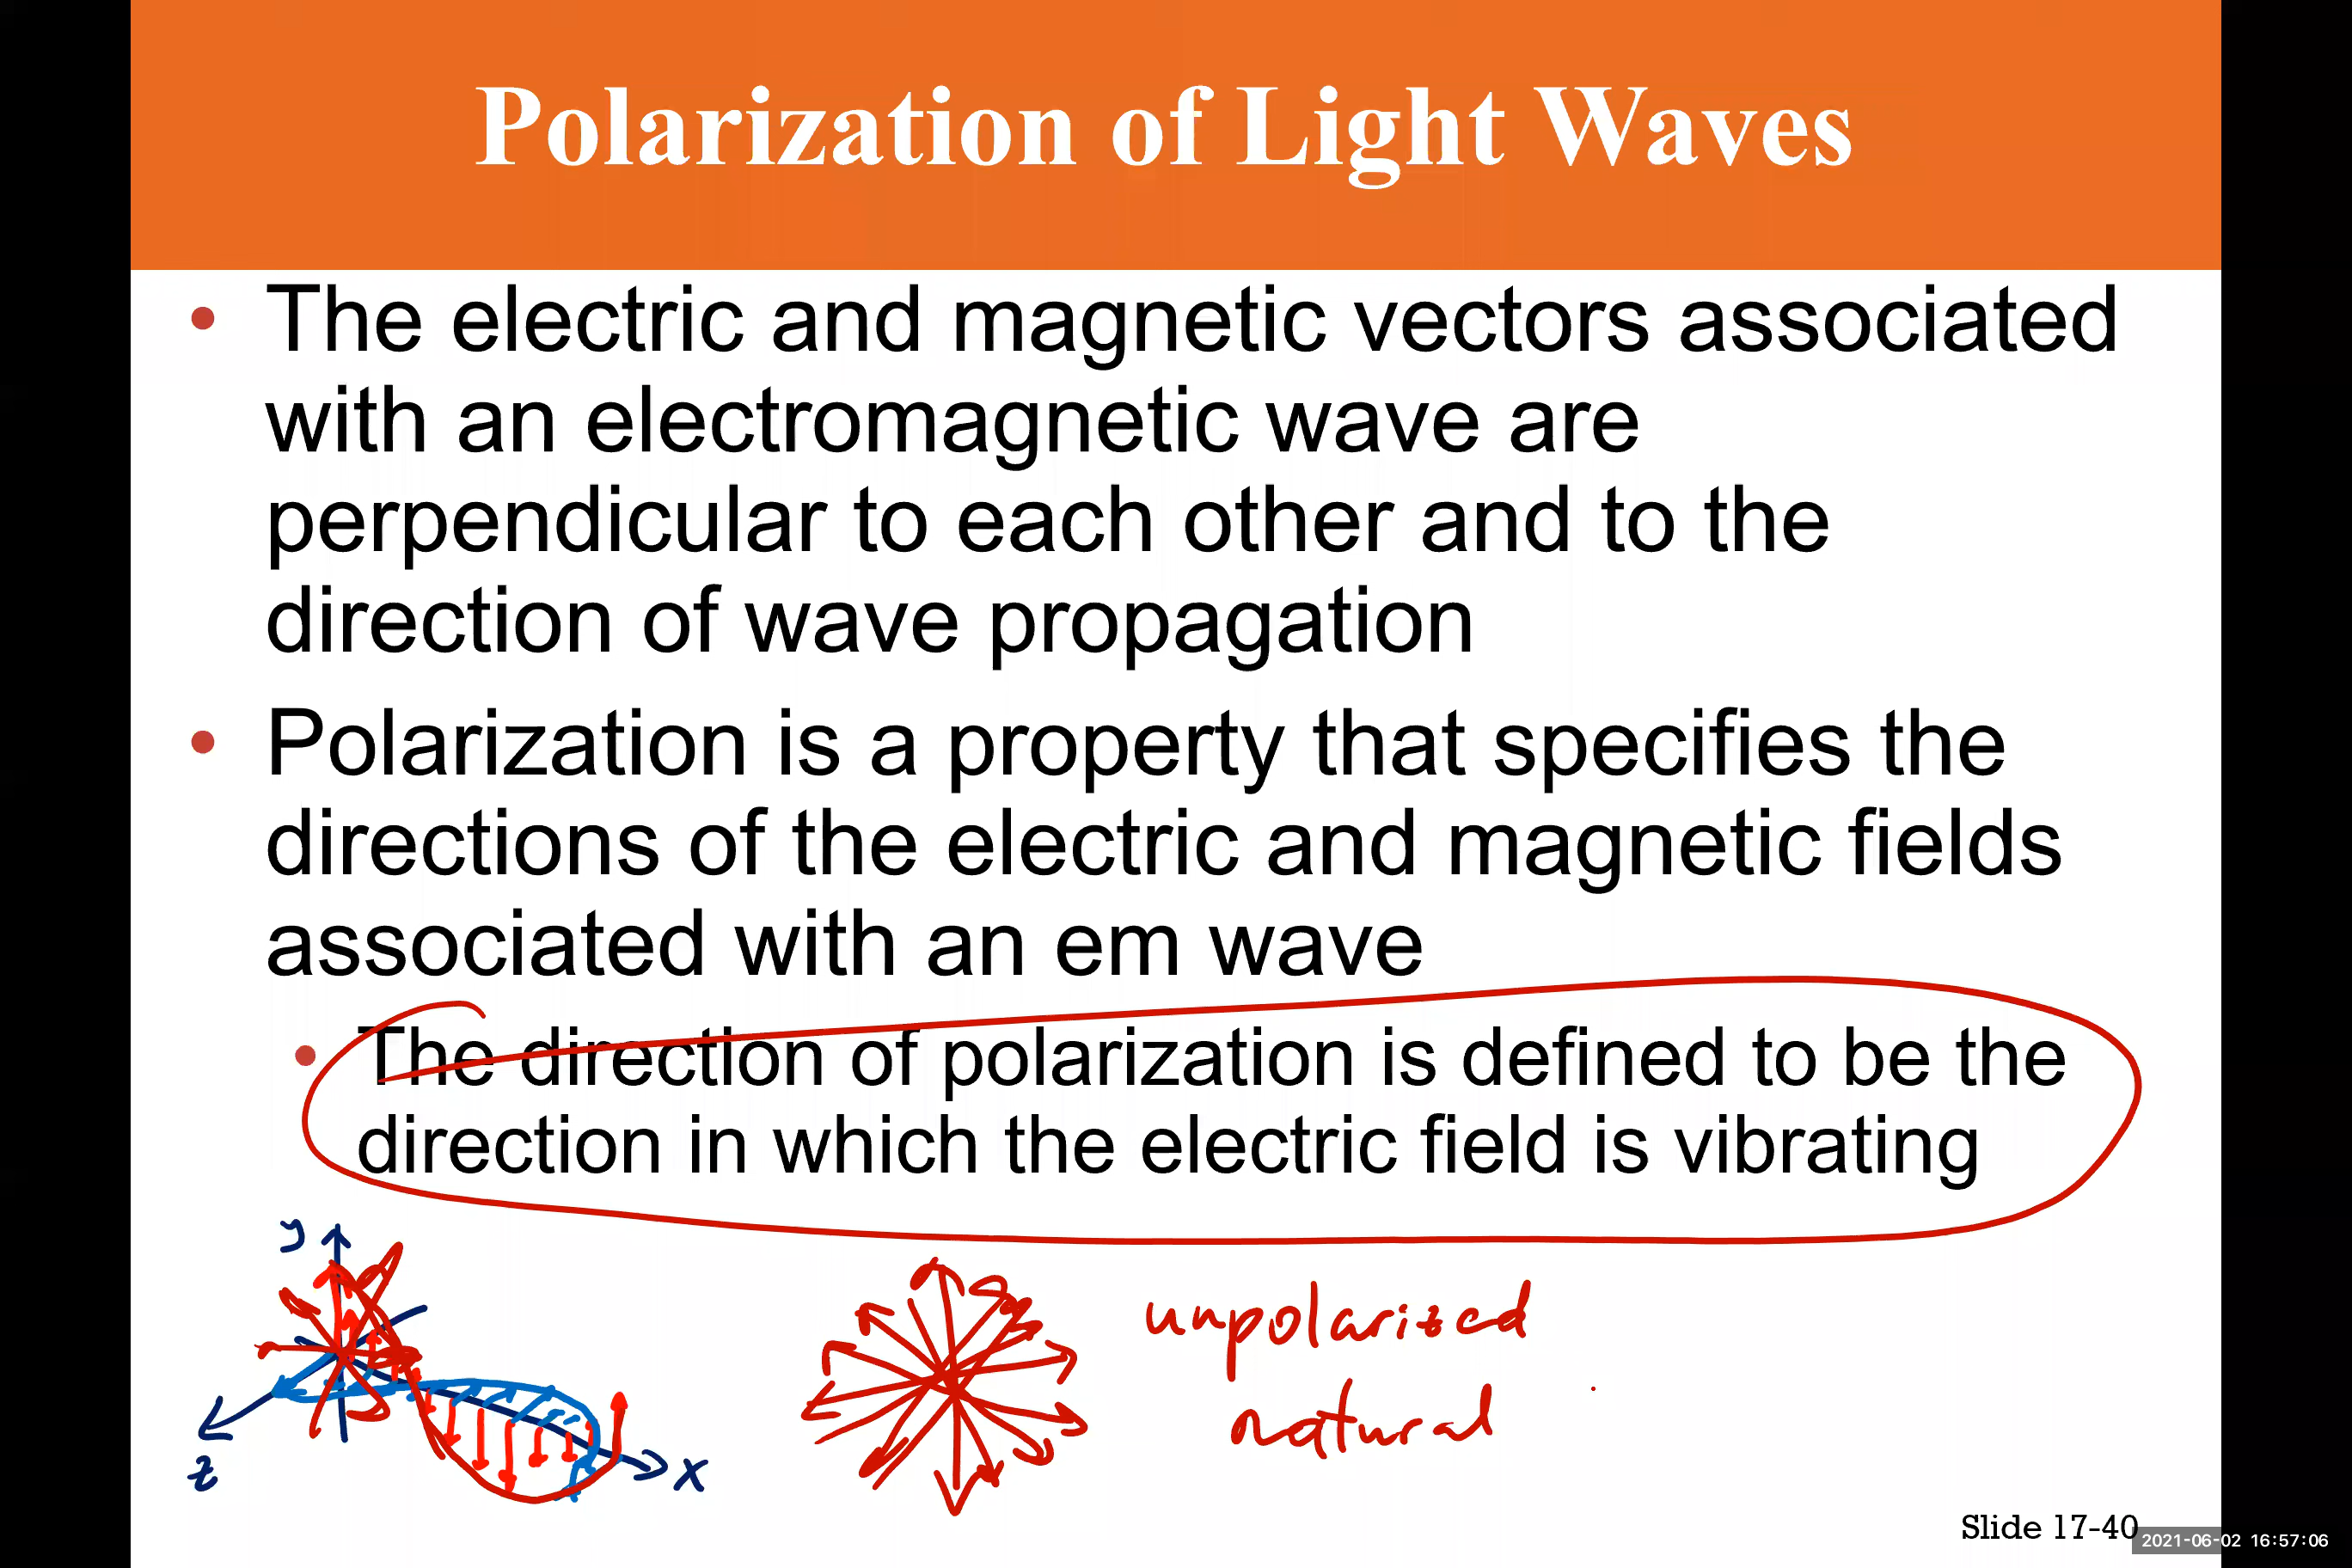 Polarization of Light Waves
• The electric and magnetic vectors associated
with an electromagnetic wave are
perpendicular to each other and to the
direction of wave propagation
• Polarization is a property that specifies the
directions of the electric and magnetic fields
associated with an em wave
• The direction of polarization is defined to be the
direction in which the electric field is vibrating
y
z
x
unpolarized
natural
Slide 17-40
2021-06-02 16:57:06